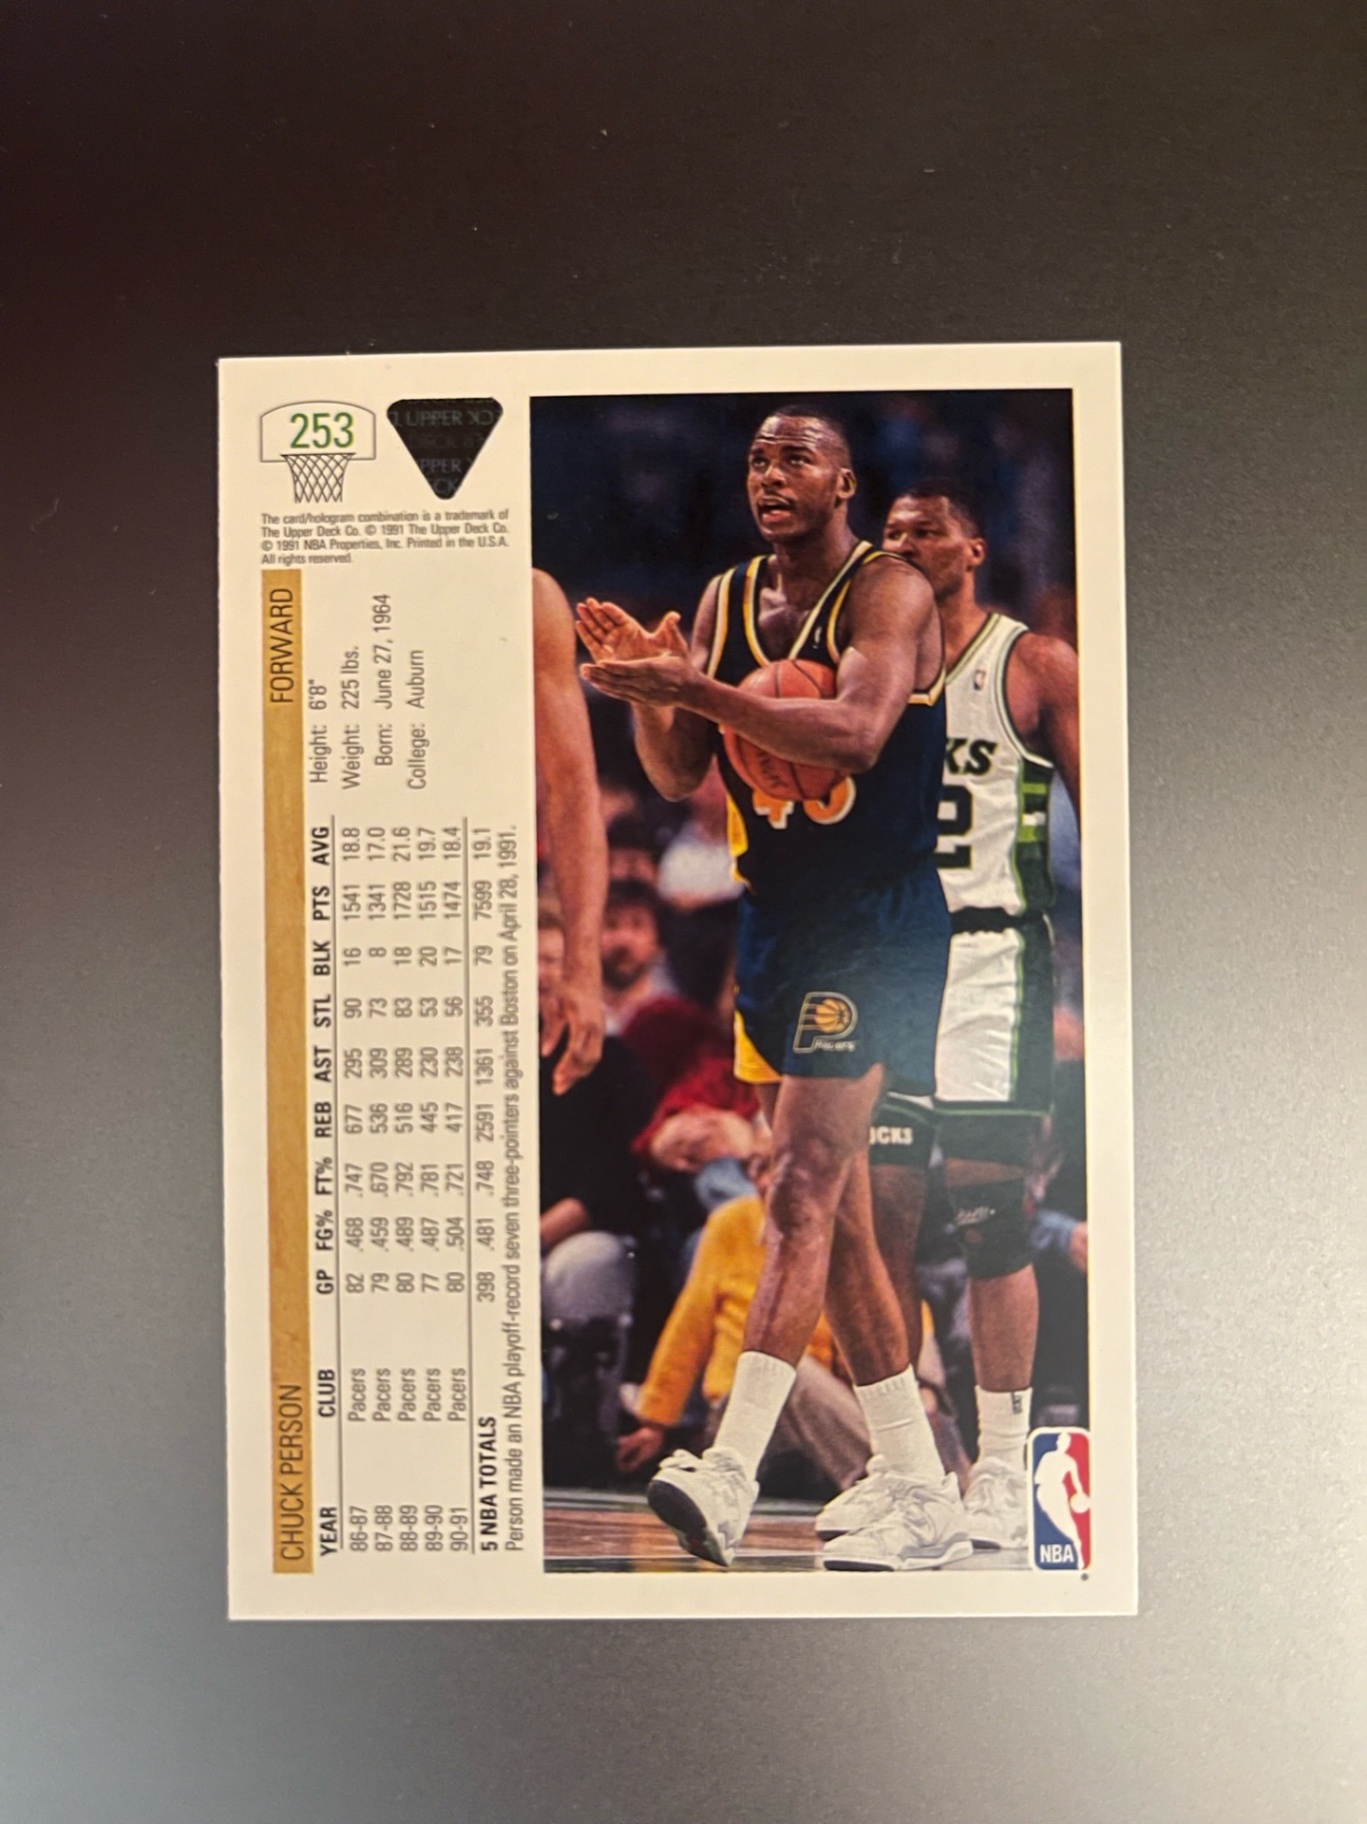 253
UPPER DECK
UPPER
The card/hologram combination is a trademark of
The Upper Deck Co. © 1991 The Upper Deck Co.
© 1991 NBA Properties, Inc. Printed in the U.S.A.
All rights reserved.
CHUCK PERSON FORWARD
YEAR CLUB GP FG% FT% REB AST STL BLK PTS AVG
86-87 Pacers 82 .468 .747 677 295 90 16 1541 18.8
87-88 Pacers 79 .459 .670 536 309 73 8 1341 17.0
88-89 Pacers 80 .489 .792 516 289 83 18 1728 21.6
89-90 Pacers 77 .487 .781 445 230 53 20 1515 19.7
90-91 Pacers 80 .504 .721 417 238 56 17 1474 18.4
5 NBA TOTALS 398 .481 .748 2591 1361 355 79 7599 19.1
Person made an NBA playoff-record seven three-pointers against Boston on April 28, 1991.
Height: 6'8"
Weight: 225 lbs.
Born: June 27, 1964
College: Auburn
45
KS
2
PACERS
OCKS
NBA